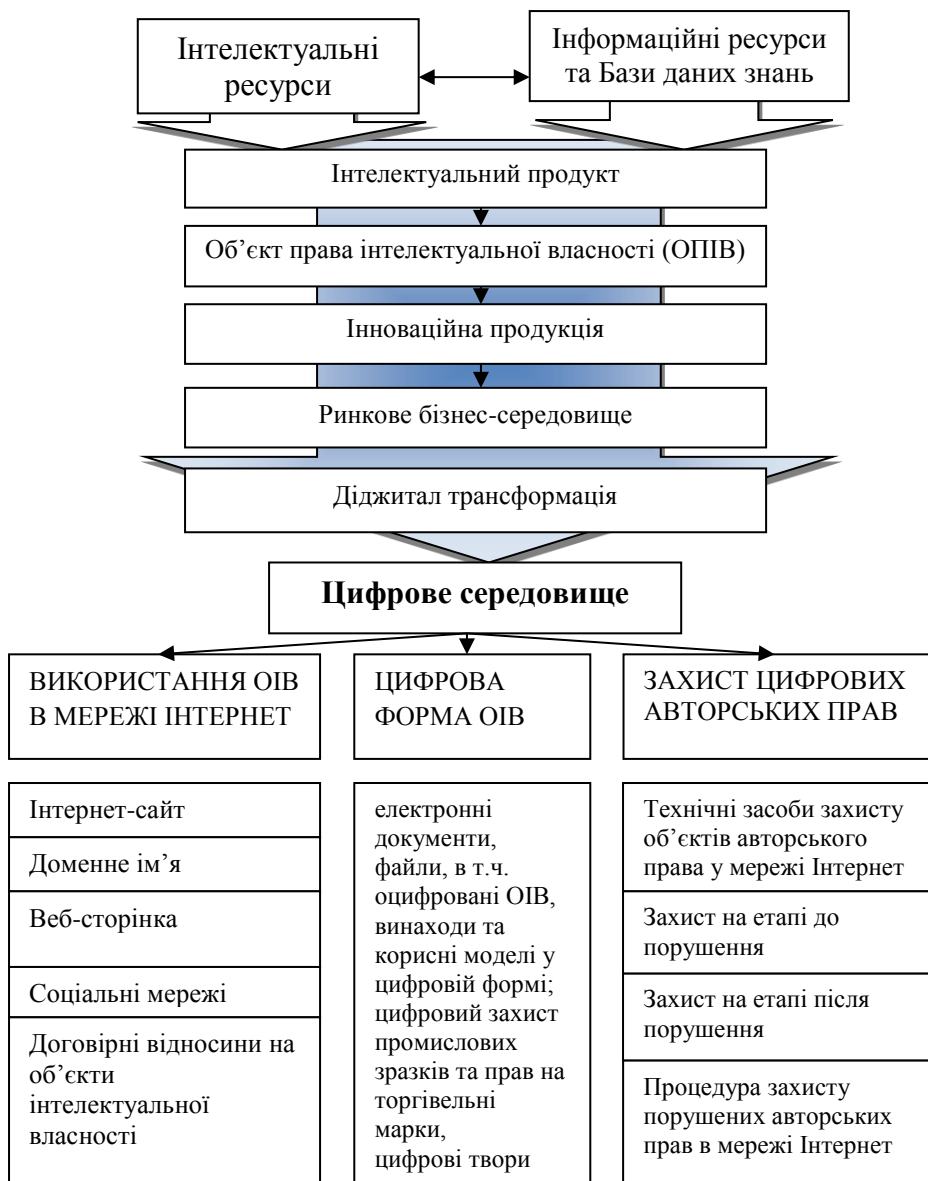 Інтелектуальні
ресурси
Інформаційні ресурси
та Бази даних знань
Інтелектуальний продукт
Об’єкт права інтелектуальної власності (ОПІВ)
Інноваційна продукція
Ринкове бізнес-середовище
Діджитал трансформація
Цифрове середовище
ВИКОРИСТАННЯ ОІВ
В МЕРЕЖІ ІНТЕРНЕТ
ЦИФРОВА
ФОРМА ОІВ
ЗАХИСТ ЦИФРОВИХ
АВТОРСЬКИХ ПРАВ
Інтернет-сайт
Доменне ім’я
Веб-сторінка
Соціальні мережі
Договірні відносини на
об’єкти
інтелектуальної
власності
електронні
документи,
файли, в т.ч.
оцифровані ОІВ,
винаходи та
корисні моделі у
цифровій формі;
цифровий захист
промислових
зразків та прав на
торгівельні
марки,
цифрові твори
Технічні засоби захисту
об’єктів авторського
права у мережі Інтернет
Захист на етапі до
порушення
Захист на етапі після
порушення
Процедура захисту
порушених авторських
прав в мережі Інтернет